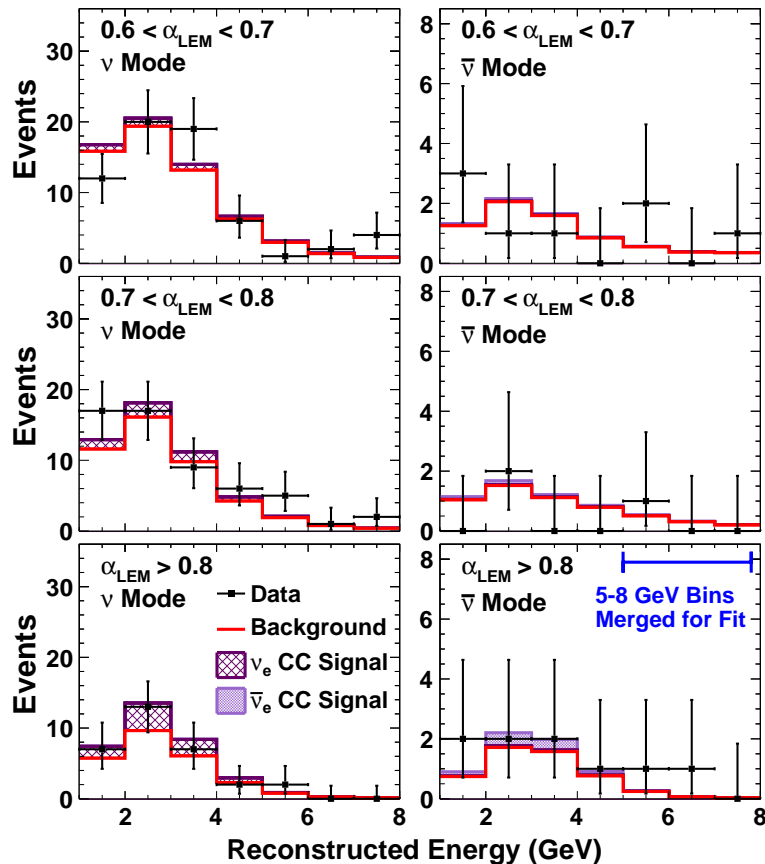 0.6 < α_LEM < 0.7
ν Mode
Events
0
10
20
30
0.6 < α_LEM < 0.7
ν̄ Mode
0
2
4
6
8
0.7 < α_LEM < 0.8
ν Mode
Events
0
10
20
30
0.7 < α_LEM < 0.8
ν̄ Mode
0
2
4
6
8
α_LEM > 0.8
ν Mode
Data
Background
ν_e CC Signal
ν̄_e CC Signal
Events
0
10
20
30
2 4 6 8
α_LEM > 0.8
ν̄ Mode
5-8 GeV Bins
Merged for Fit
0
2
4
6
8
2 4 6 8
Reconstructed Energy (GeV)